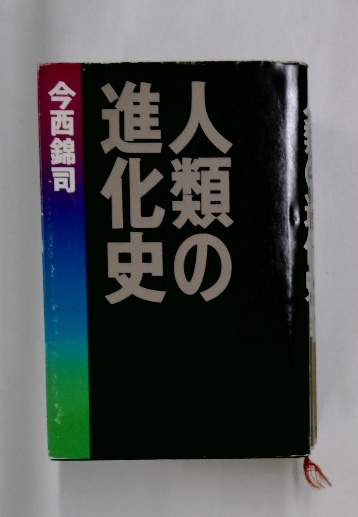 人類の
進化史
今西錦司